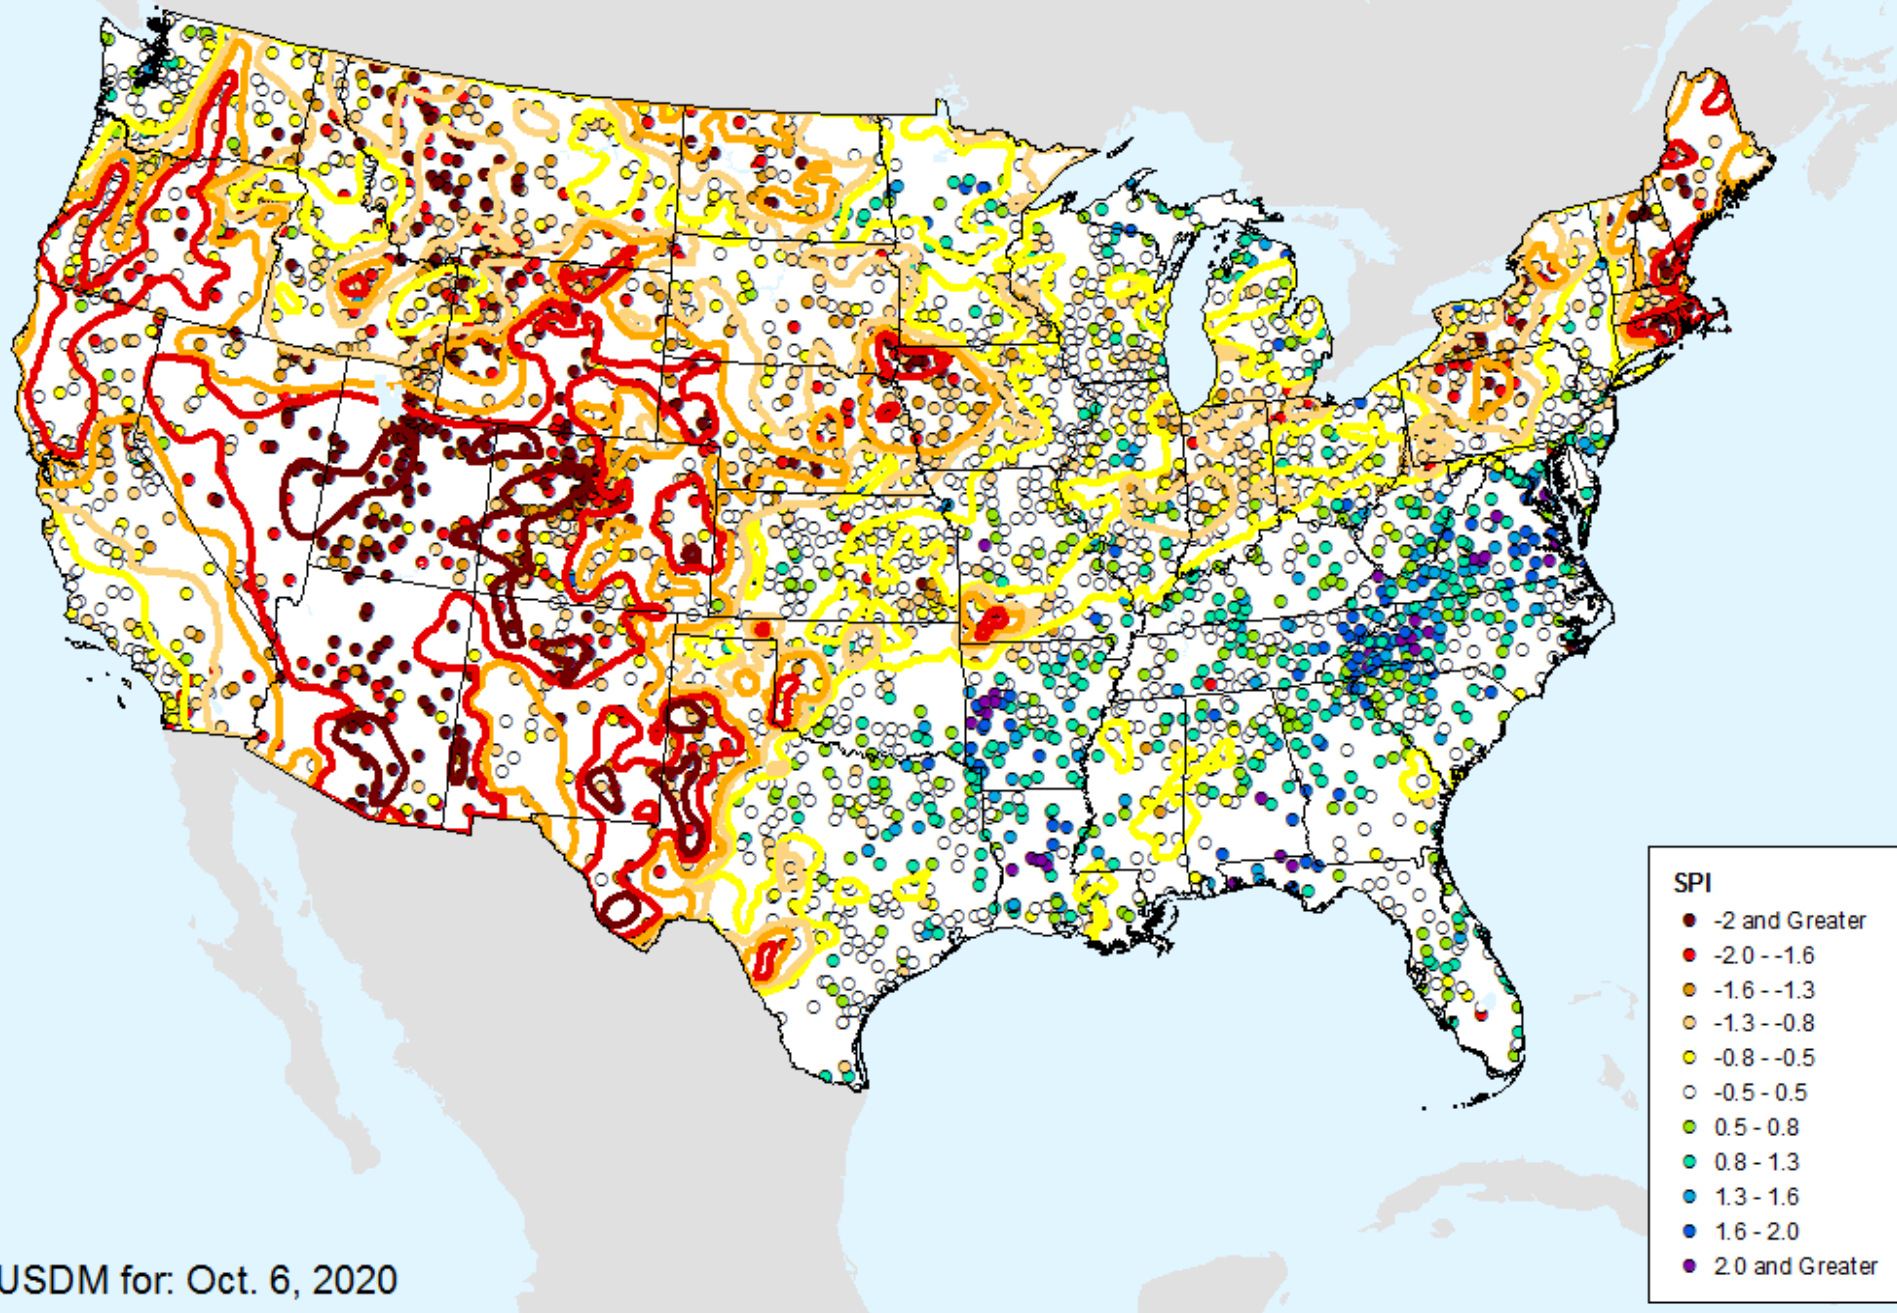 SPI
-2 and Greater
-2.0 - -1.6
-1.6 - -1.3
-1.3 - -0.8
-0.8 - -0.5
-0.5 - 0.5
0.5 - 0.8
0.8 - 1.3
1.3 - 1.6
1.6 - 2.0
2.0 and Greater
USDM for: Oct. 6, 2020